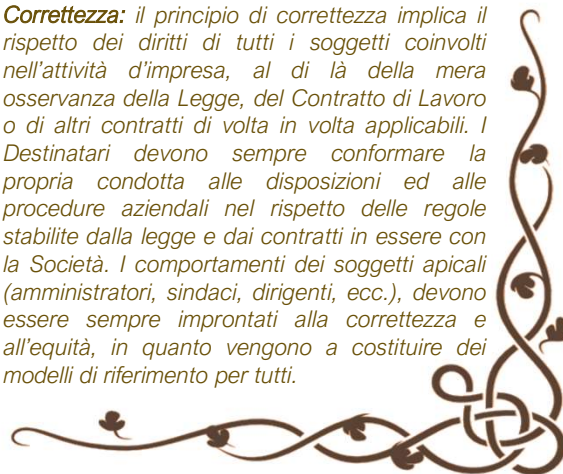 Correttezza: il principio di correttezza implica il
rispetto dei diritti di tutti i soggetti coinvolti
nell'attività d'impresa, al di là della mera
osservanza della Legge, del Contratto di Lavoro
o di altri contratti di volta in volta applicabili. I
Destinatari devono sempre conformare la
propria condotta alle disposizioni ed alle
procedure aziendali nel rispetto delle regole
stabilite dalla legge e dai contratti in essere con
la Società. I comportamenti dei soggetti apicali
(amministratori, sindaci, dirigenti, ecc.), devono
essere sempre improntati alla correttezza e
all'equità, in quanto vengono a costituire dei
modelli di riferimento per tutti.